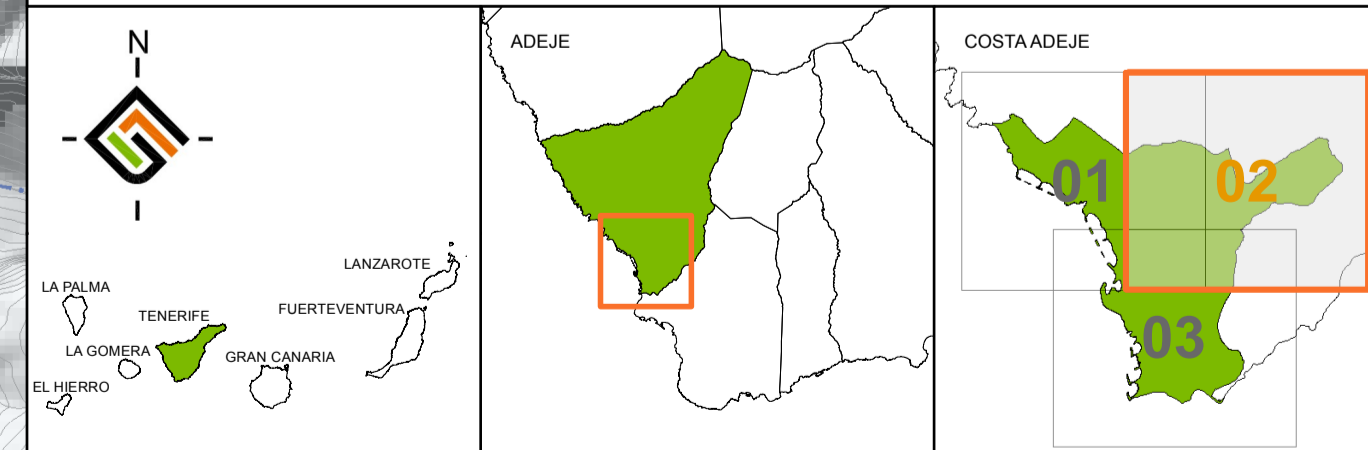 N
LANZAROTE
LA PALMA
FUERTEVENTURA
TENERIFE
LA GOMERA
GRAN CANARIA
EL HIERRO
ADEJE
COSTA ADEJE
01
02
03